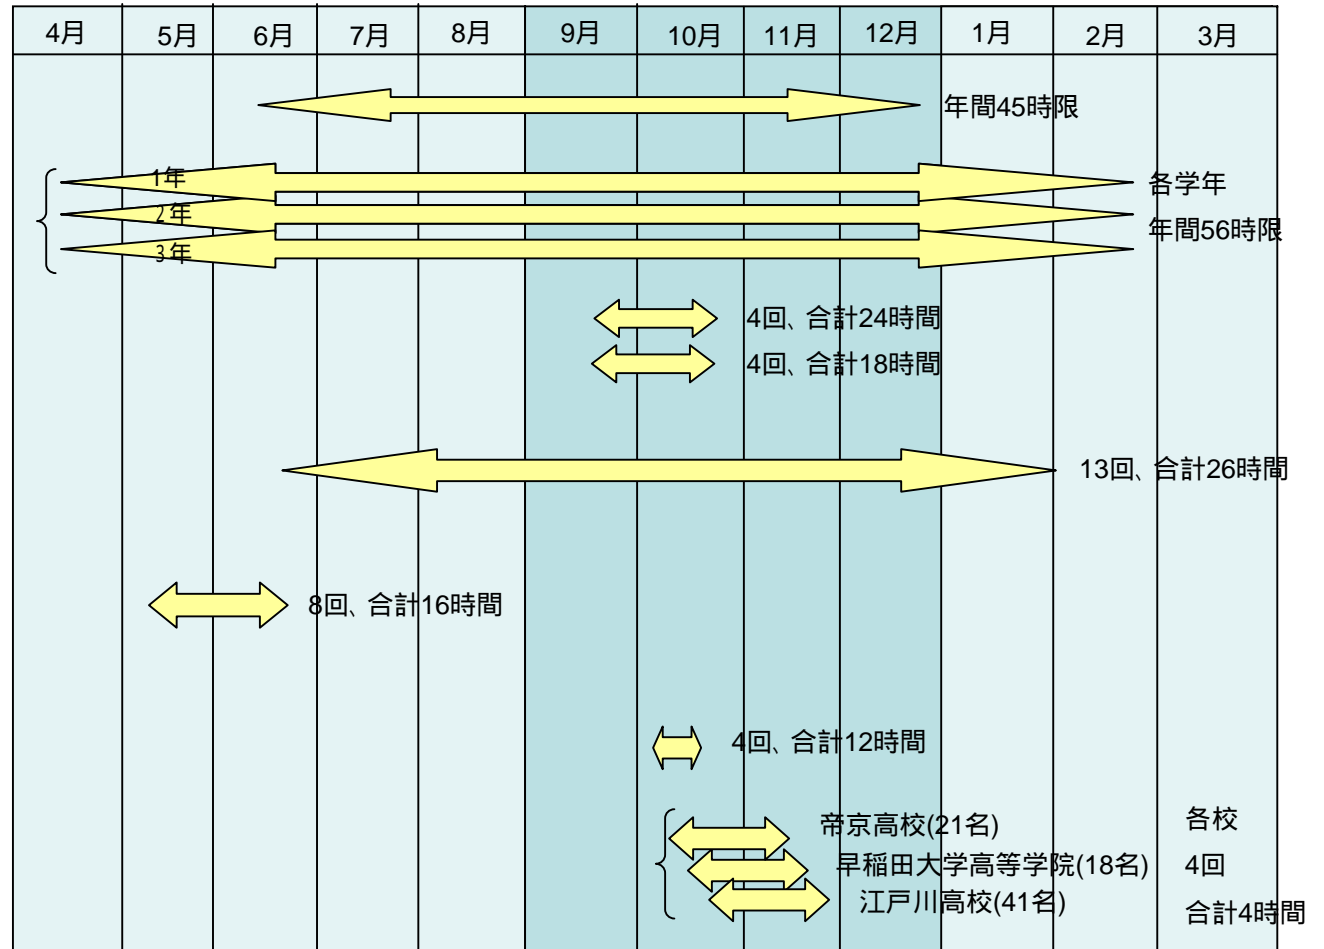 4月 5月 6月 7月 8月 9月 10月 11月 12月 1月 2月 3月
年間45時限
1年
各学年
2年
年間56時限
3年
4回、合計24時間
4回、合計18時間
13回、合計26時間
8回、合計16時間
4回、合計12時間
帝京高校(21名)
各校
早稲田大学高等学院(18名)
4回
江戸川高校(41名)
合計4時間